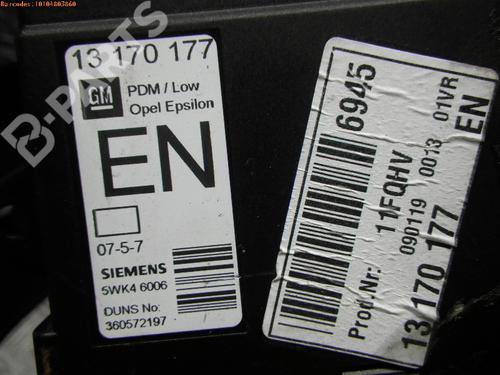 Barcodes:10104803860
B-PARTS
13 170 177
GM
PDM / Low
Opel Epsilon
EN
07-5-7
SIEMENS
5WK4 6006
DUNS No:
360572197
6945
Prod.Nr: 11FQHV
090119 0013 01VR
13 170 177 EN